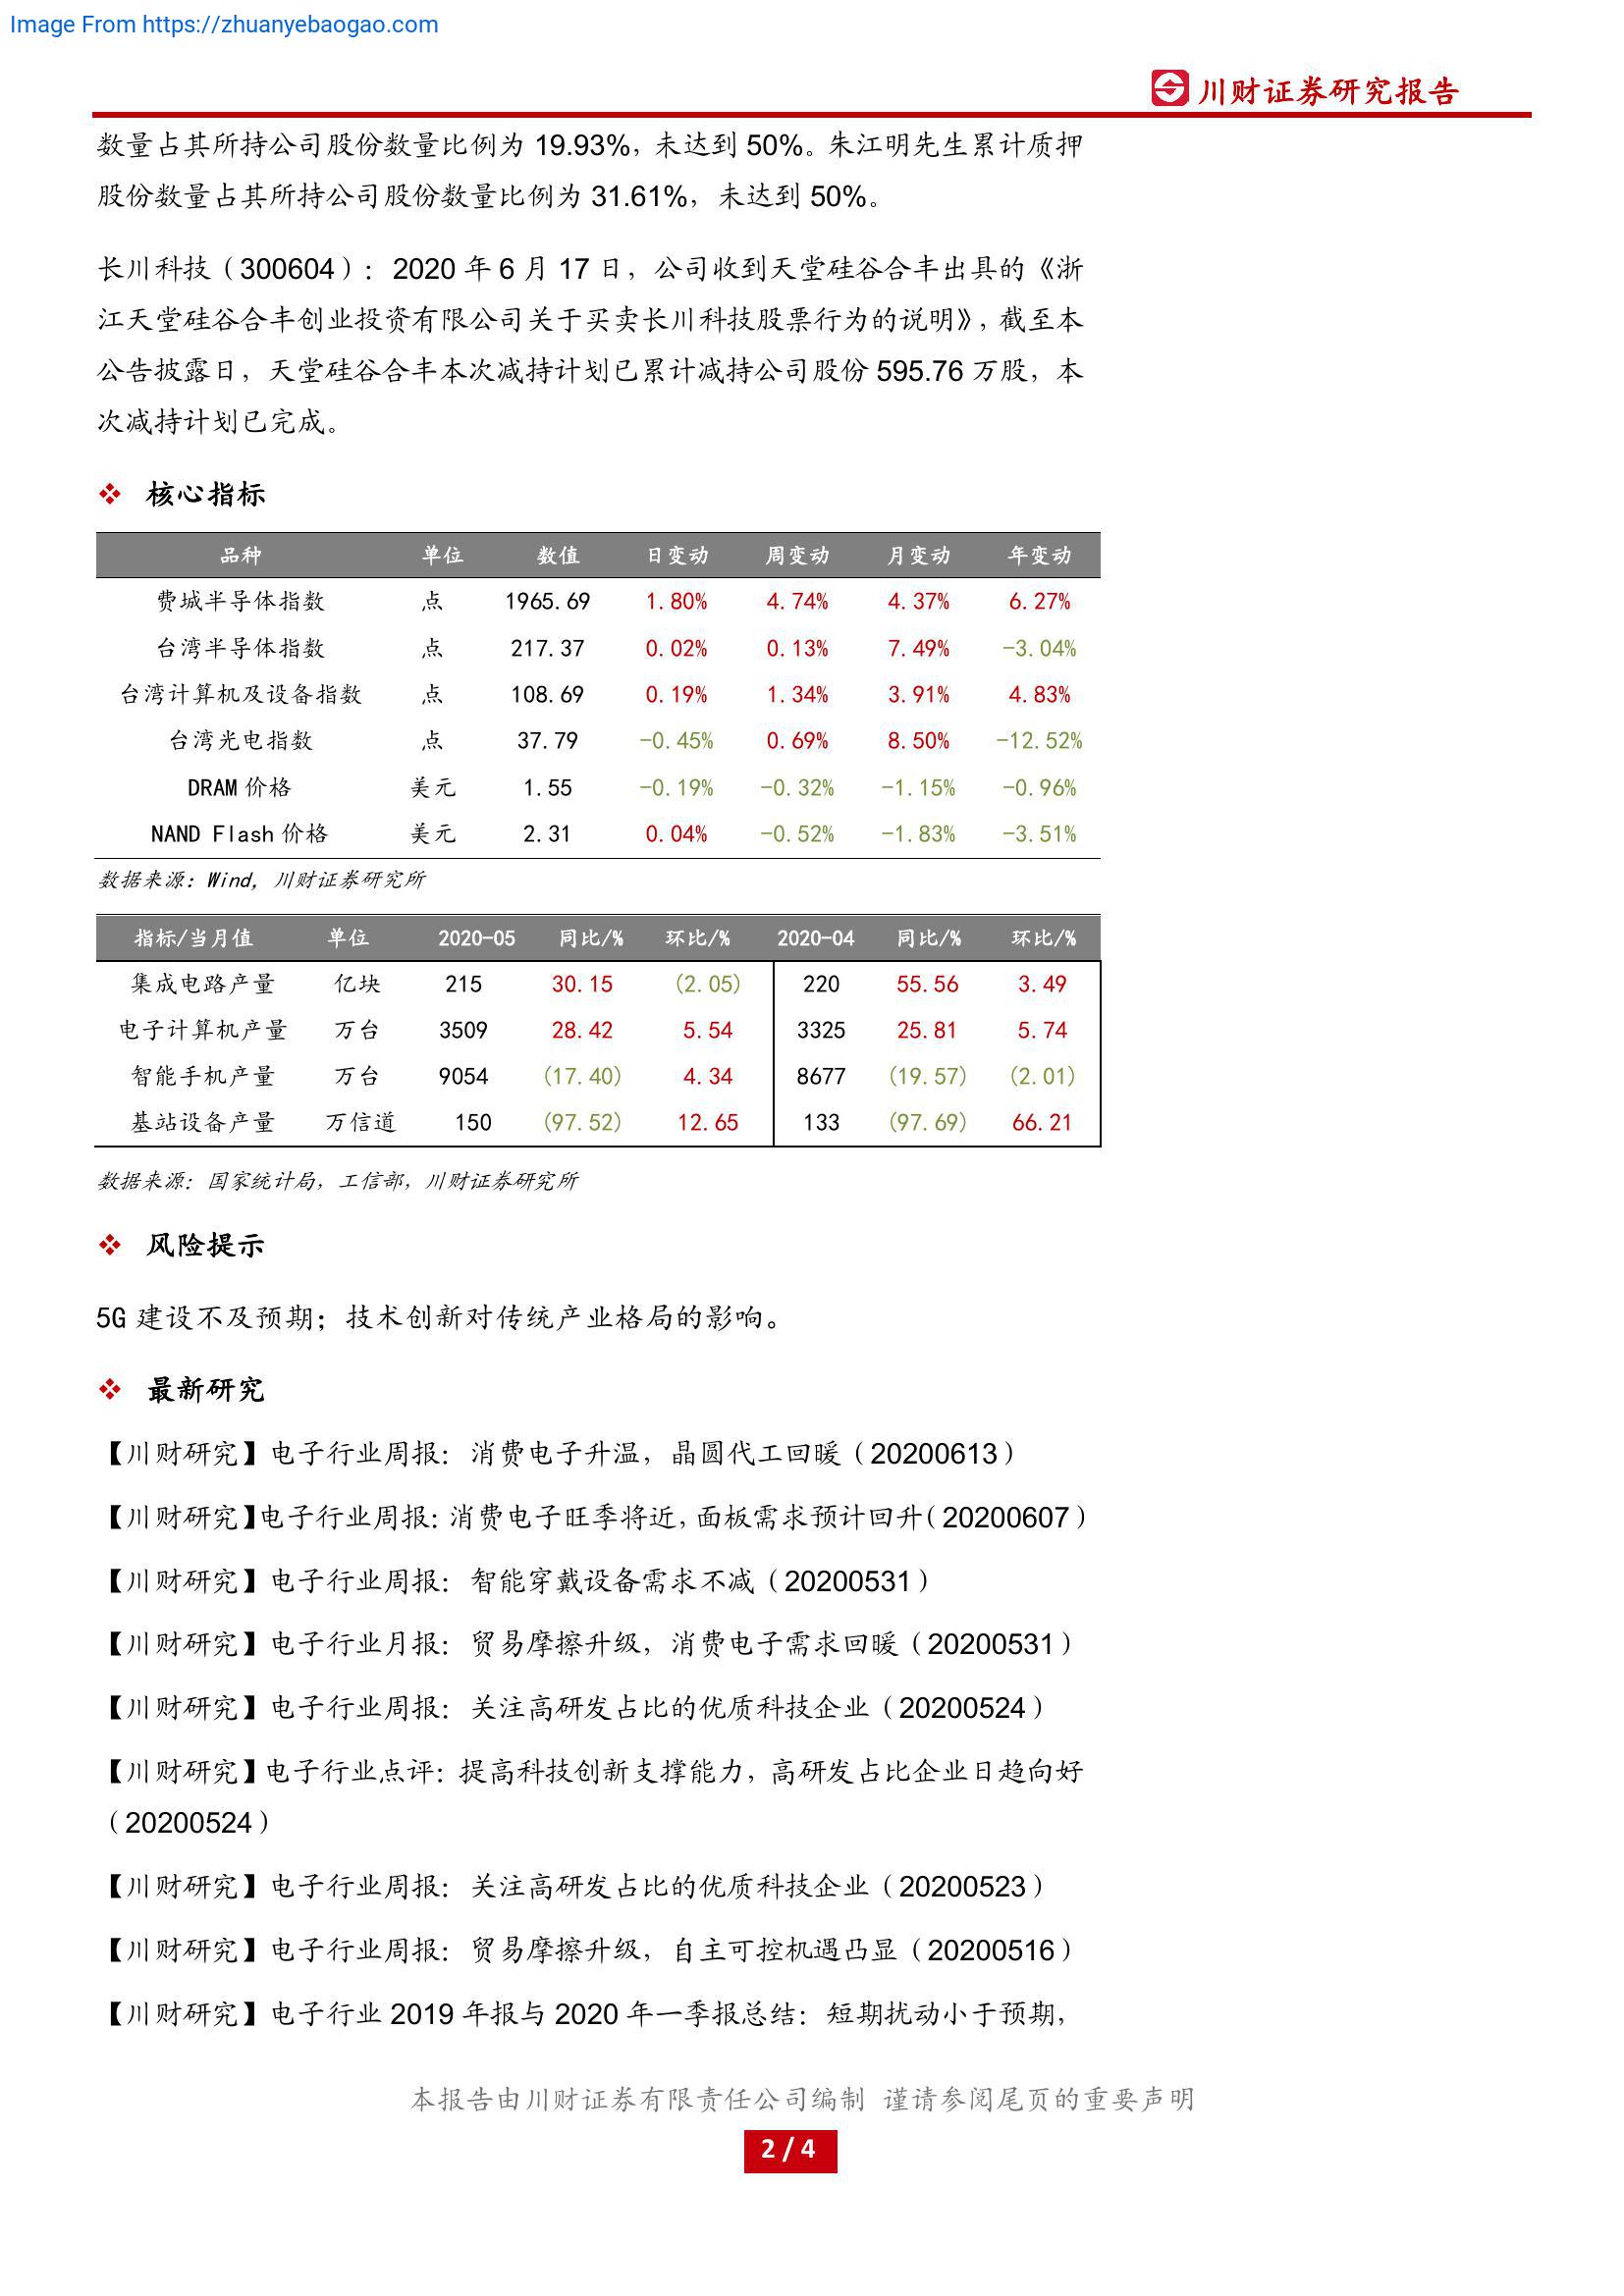 Image From https://zhuanyebaogao.com
川财证券研究报告
数量占其所持公司股份数量比例为 19.93%，未达到 50%。朱江明先生累计质押
股份数量占其所持公司股份数量比例为 31.61%，未达到 50%。
长川科技（300604）：2020 年 6 月 17 日，公司收到天堂硅谷合丰出具的《浙
江天堂硅谷合丰创业投资有限公司关于买卖长川科技股票行为的说明》，截至本
公告披露日，天堂硅谷合丰本次减持计划已累计减持公司股份 595.76 万股，本
次减持计划已完成。
❖ 核心指标
品种 单位 数值 日变动 周变动 月变动 年变动
费城半导体指数 点 1965.69 1.80% 4.74% 4.37% 6.27%
台湾半导体指数 点 217.37 0.02% 0.13% 7.49% -3.04%
台湾计算机及设备指数 点 108.69 0.19% 1.34% 3.91% 4.83%
台湾光电指数 点 37.79 -0.45% 0.69% 8.50% -12.52%
DRAM 价格 美元 1.55 -0.19% -0.32% -1.15% -0.96%
NAND Flash 价格 美元 2.31 0.04% -0.52% -1.83% -3.51%
数据来源：Wind，川财证券研究所
指标/当月值 单位 2020-05 同比/% 环比/% 2020-04 同比/% 环比/%
集成电路产量 亿块 215 30.15 (2.05) 220 55.56 3.49
电子计算机产量 万台 3509 28.42 5.54 3325 25.81 5.74
智能手机产量 万台 9054 (17.40) 4.34 8677 (19.57) (2.01)
基站设备产量 万信道 150 (97.52) 12.65 133 (97.69) 66.21
数据来源：国家统计局，工信部，川财证券研究所
❖ 风险提示
5G 建设不及预期；技术创新对传统产业格局的影响。
❖ 最新研究
【川财研究】电子行业周报：消费电子升温，晶圆代工回暖（20200613）
【川财研究】电子行业周报：消费电子旺季将近，面板需求预计回升（20200607）
【川财研究】电子行业周报：智能穿戴设备需求不减（20200531）
【川财研究】电子行业月报：贸易摩擦升级，消费电子需求回暖（20200531）
【川财研究】电子行业周报：关注高研发占比的优质科技企业（20200524）
【川财研究】电子行业点评：提高科技创新支撑能力，高研发占比企业日趋向好
（20200524）
【川财研究】电子行业周报：关注高研发占比的优质科技企业（20200523）
【川财研究】电子行业周报：贸易摩擦升级，自主可控机遇凸显（20200516）
【川财研究】电子行业 2019 年报与 2020 年一季报总结：短期扰动小于预期，
本报告由川财证券有限责任公司编制 谨请参阅尾页的重要声明
2 / 4